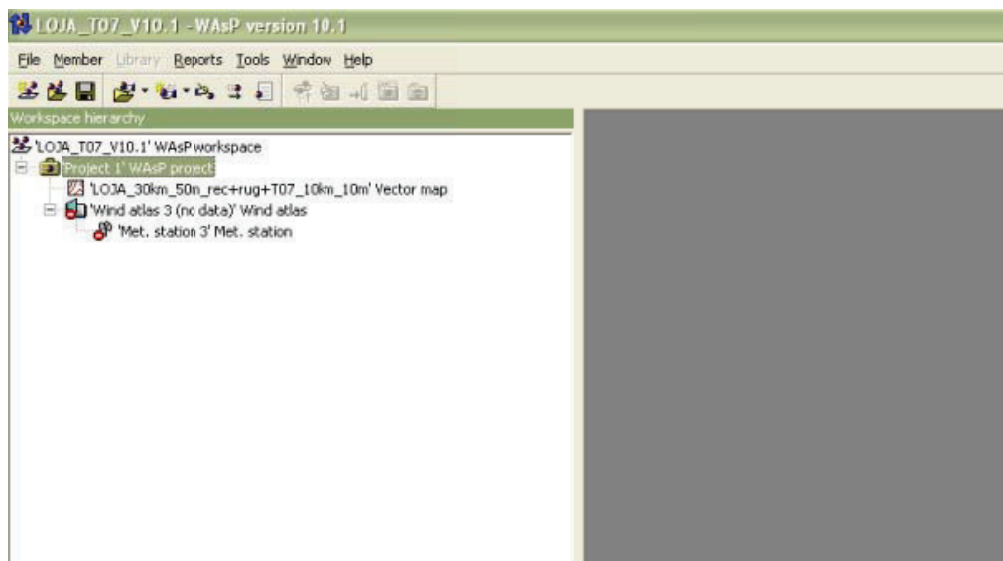 LOJA_T07_V10.1 -WAsP version 10.1
File Member Library Reports Tools Window Help
Workspace hierarchy
'LOJA_T07_V10.1' WAsP workspace
'Project 1' WAsP project
'LOJA_30km_50m_rec+rug+T07_10km_10m' Vector map
'Wind atlas 3 (no data)' Wind atlas
'Met. station 3' Met. station